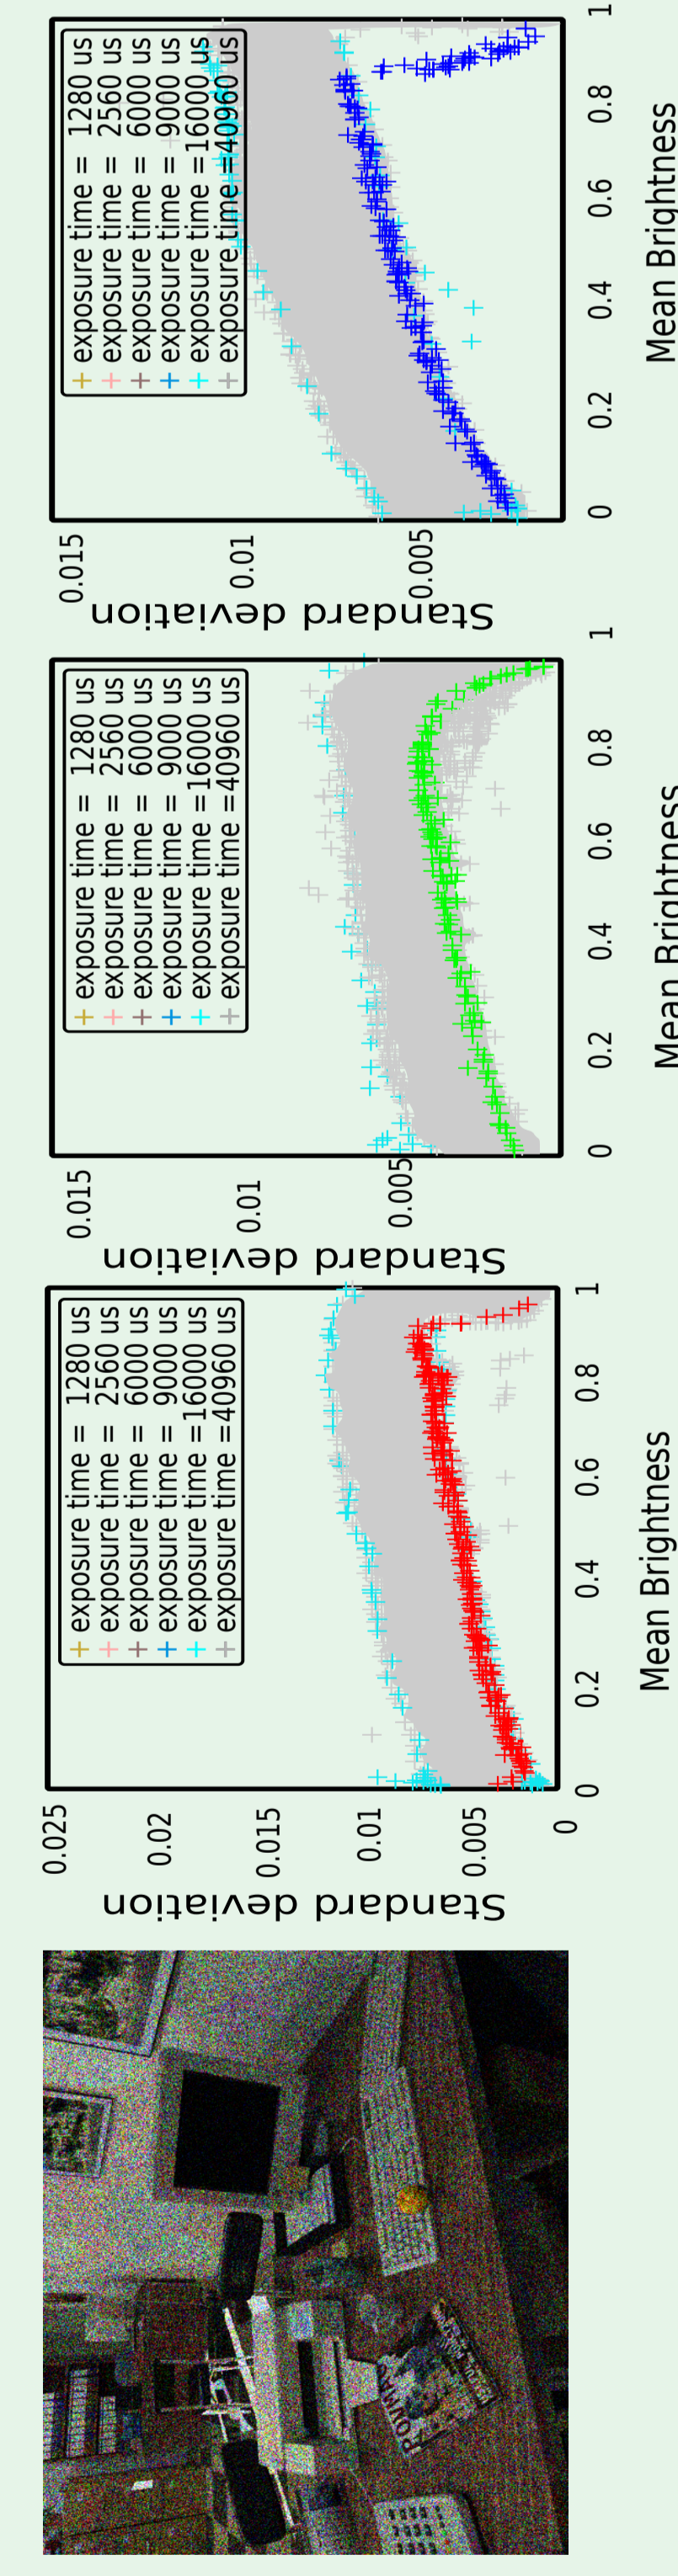 0.025
0.02
0.015
0.01
0.005
0
Standard deviation
exposure time = 1280 us
exposure time = 2560 us
exposure time = 6000 us
exposure time = 9000 us
exposure time =16000 us
exposure time =40960 us
0 0.2 0.4 0.6 0.8 1
Mean Brightness
0.015
0.01
0.005
Standard deviation
exposure time = 1280 us
exposure time = 2560 us
exposure time = 6000 us
exposure time = 9000 us
exposure time =16000 us
exposure time =40960 us
0 0.2 0.4 0.6 0.8 1
Mean Brightness
0.015
0.01
0.005
Standard deviation
exposure time = 1280 us
exposure time = 2560 us
exposure time = 6000 us
exposure time = 9000 us
exposure time =16000 us
exposure time =40960 us
0 0.2 0.4 0.6 0.8 1
Mean Brightness